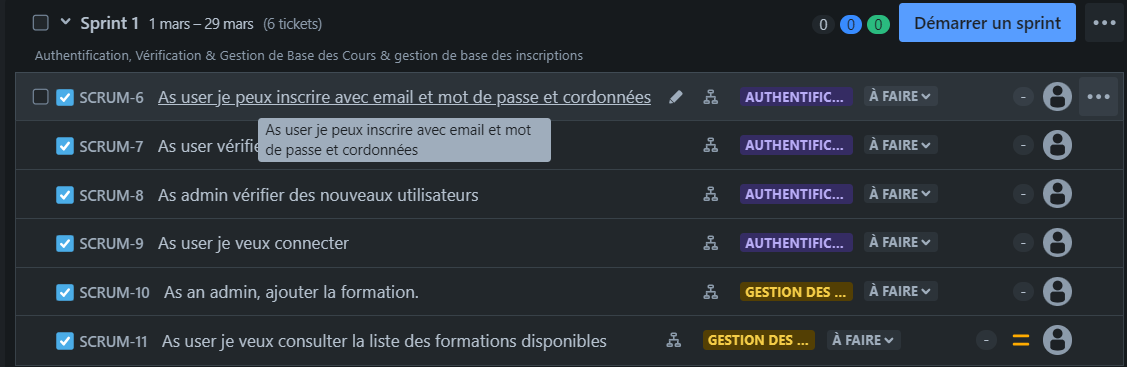 Sprint 1 1 mars – 29 mars (6 tickets) 0 0 0 Démarrer un sprint
Authentification, Vérification & Gestion de Base des Cours & gestion de base des inscriptions
SCRUM-6 As user je peux inscrire avec email et mot de passe et cordonnées AUTHENTIFIC... À FAIRE -
As user je peux inscrire avec email et mot
de passe et cordonnées
SCRUM-7 As user vérifie AUTHENTIFIC... À FAIRE -
SCRUM-8 As admin vérifier des nouveaux utilisateurs AUTHENTIFIC... À FAIRE -
SCRUM-9 As user je veux connecter AUTHENTIFIC... À FAIRE -
SCRUM-10 As an admin, ajouter la formation. GESTION DES ... À FAIRE -
SCRUM-11 As user je veux consulter la liste des formations disponibles GESTION DES ... À FAIRE -